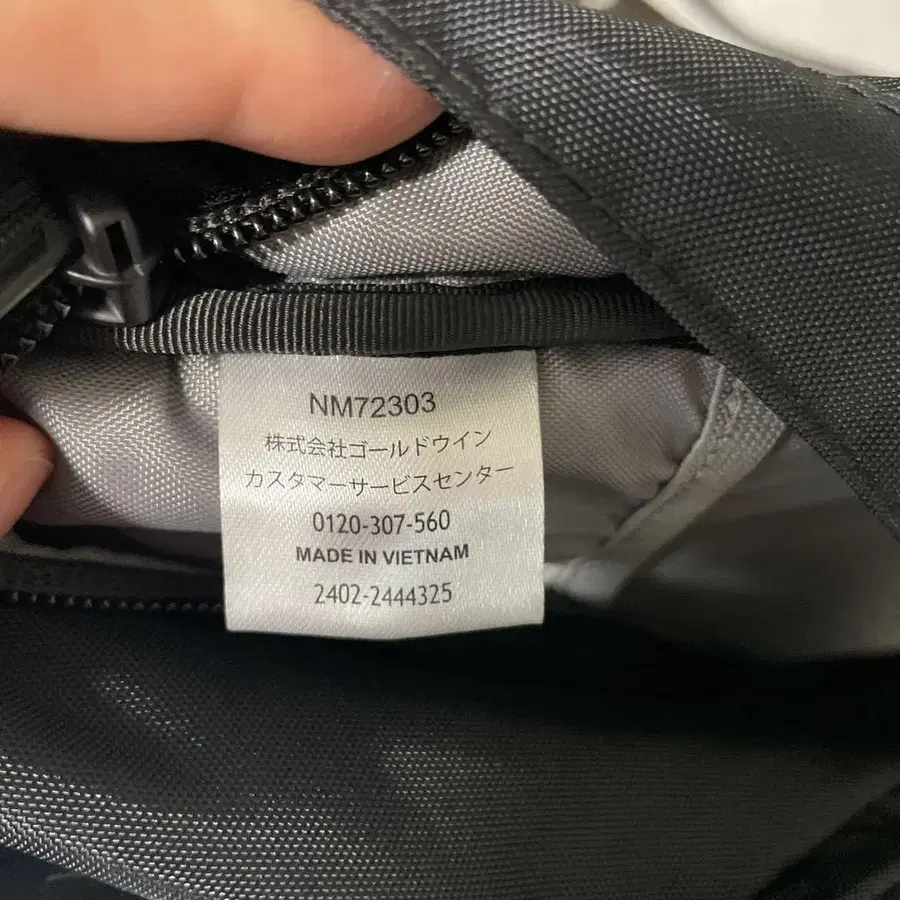 NM72303
株式会社ゴールドウイン
カスタマーサービスセンター
0120-307-560
MADE IN VIETNAM
2402-2444325